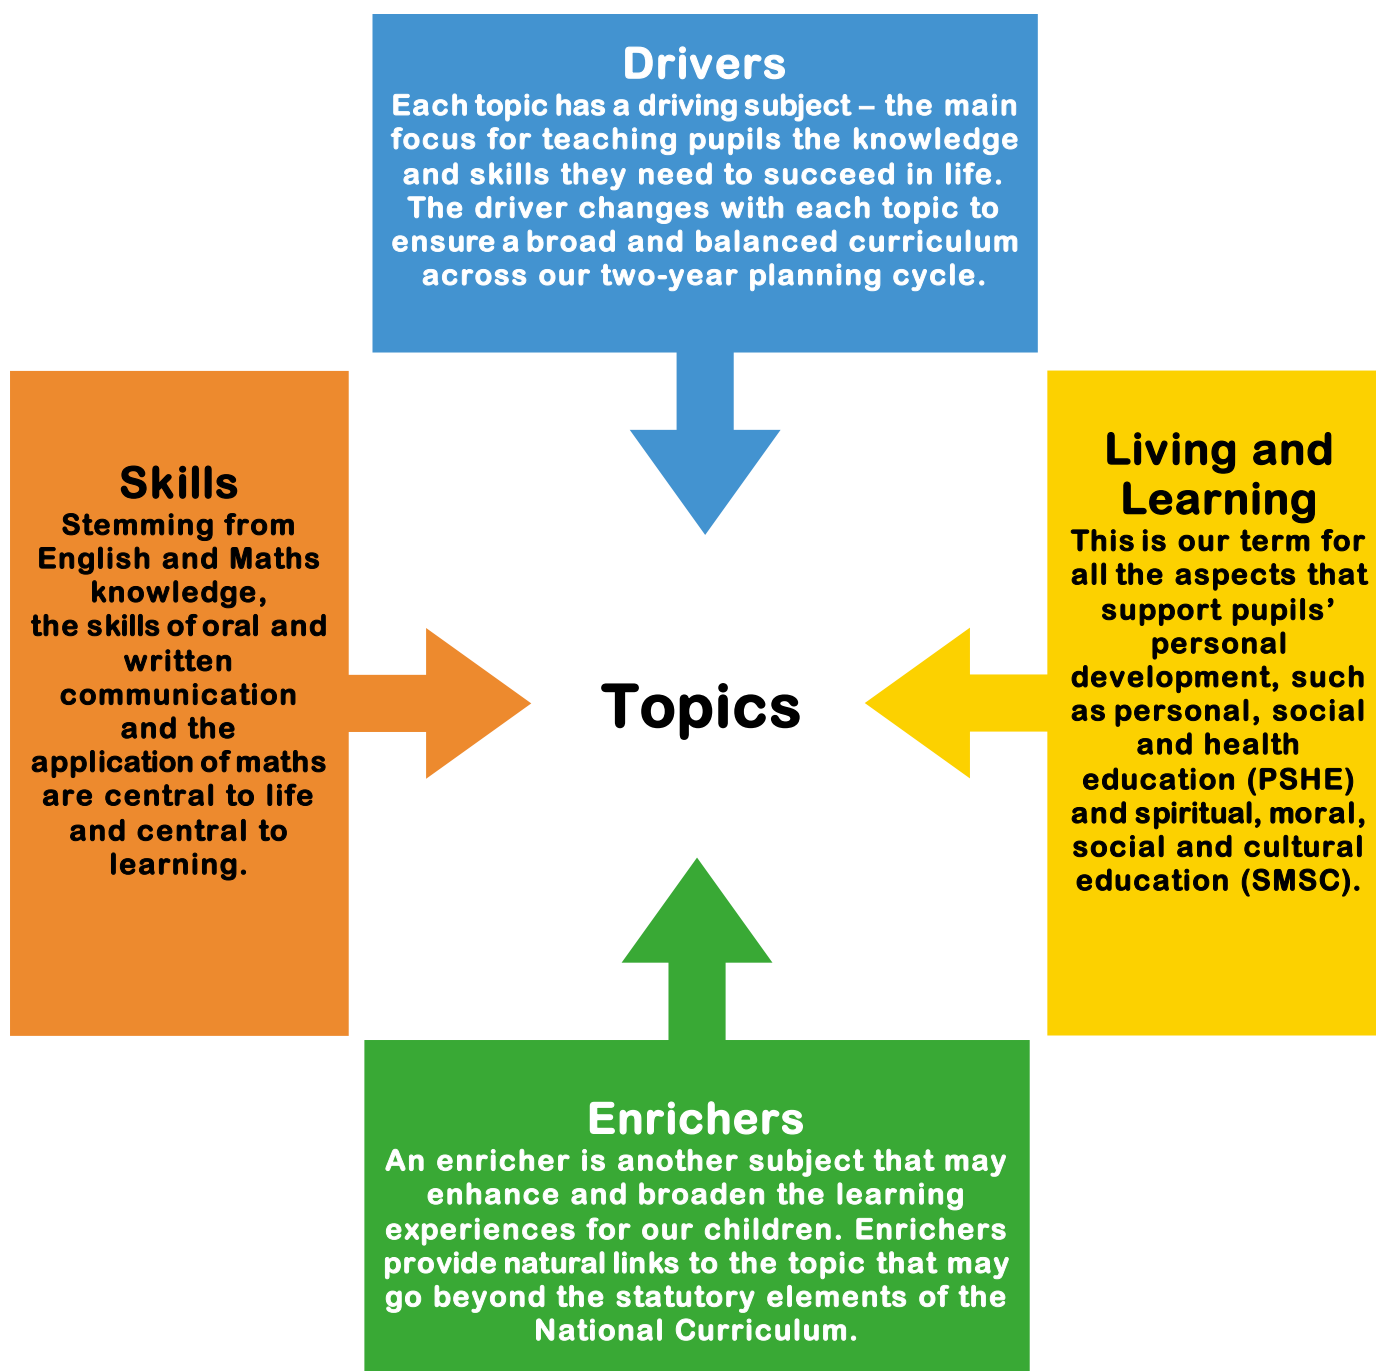 Drivers
Each topic has a driving subject – the main
focus for teaching pupils the knowledge
and skills they need to succeed in life.
The driver changes with each topic to
ensure a broad and balanced curriculum
across our two-year planning cycle.
Skills
Stemming from
English and Maths
knowledge,
the skills of oral and
written
communication
and the
application of maths
are central to life
and central to
learning.
Topics
Living and
Learning
This is our term for
all the aspects that
support pupils’
personal
development, such
as personal, social
and health
education (PSHE)
and spiritual, moral,
social and cultural
education (SMSC).
Enrichers
An enricher is another subject that may
enhance and broaden the learning
experiences for our children. Enrichers
provide natural links to the topic that may
go beyond the statutory elements of the
National Curriculum.